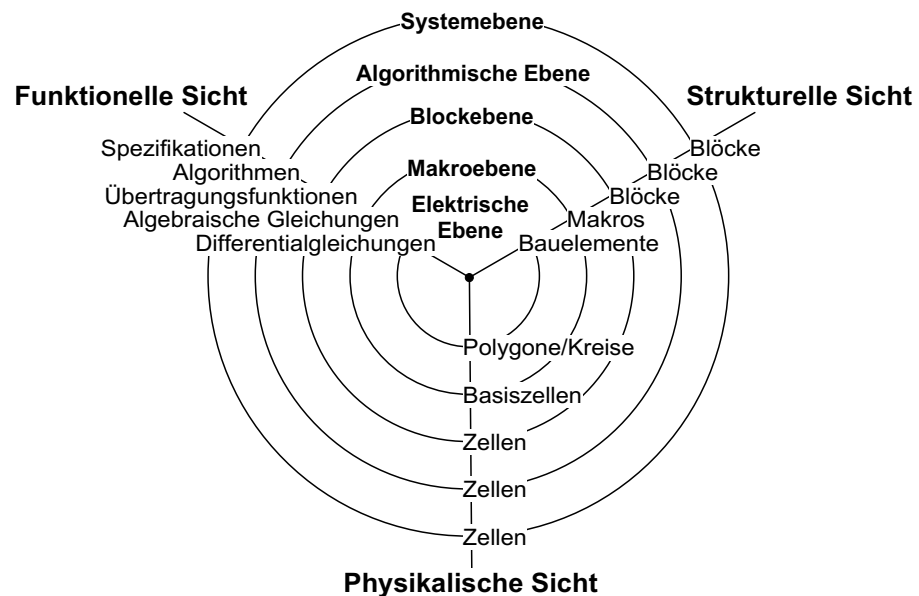 Systemebene
Algorithmische Ebene
Funktionelle Sicht
Strukturelle Sicht
Blockebene
Spezifikationen
Blöcke
Makroebene
Algorithmen
Blöcke
Übertragungsfunktionen
Blöcke
Elektrische
Ebene
Algebraische Gleichungen
Makros
Differentialgleichungen
Bauelemente
Polygone/Kreise
Basiszellen
Zellen
Zellen
Zellen
Physikalische Sicht